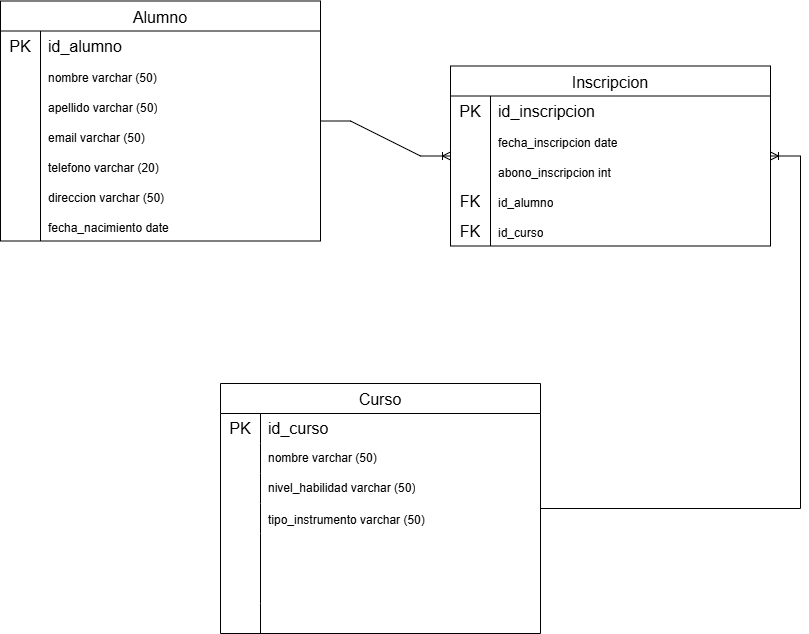 Alumno
PK id_alumno
nombre varchar (50)
apellido varchar (50)
email varchar (50)
telefono varchar (20)
direccion varchar (50)
fecha_nacimiento date
Inscripcion
PK id_inscripcion
fecha_inscripcion date
abono_inscripcion int
FK id_alumno
FK id_curso
Curso
PK id_curso
nombre varchar (50)
nivel_habilidad varchar (50)
tipo_instrumento varchar (50)